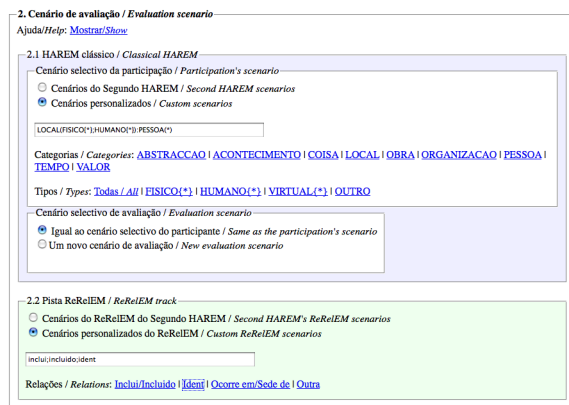 2. Cenário de avaliação / Evaluation scenario
Ajuda/Help: Mostrar/Show
2.1 HAREM clássico / Classical HAREM
Cenário selectivo da participação / Participation's scenario
Cenários do Segundo HAREM / Second HAREM scenarios
Cenários personalizados / Custom scenarios
LOCAL(FISICO{*};HUMANO{*}):PESSOA(*)
Categorias / Categories: ABSTRACCAO | ACONTECIMENTO | COISA | LOCAL | OBRA | ORGANIZACAO | PESSOA |
TEMPO | VALOR
Tipos / Types: Todas / All | FISICO{*} | HUMANO{*} | VIRTUAL{*} | OUTRO
Cenário selectivo de avaliação / Evaluation scenario
Igual ao cenário selectivo do participante / Same as the participation's scenario
Um novo cenário de avaliação / New evaluation scenario
2.2 Pista ReRelEM / ReRelEM track
Cenários do ReRelEM do Segundo HAREM / Second HAREM's ReRelEM scenarios
Cenários personalizados do ReRelEM / Custom ReRelEM scenarios
inclui;incluido;ident
Relações / Relations: Inclui/Incluido | Ident | Ocorre em/Sede de | Outra